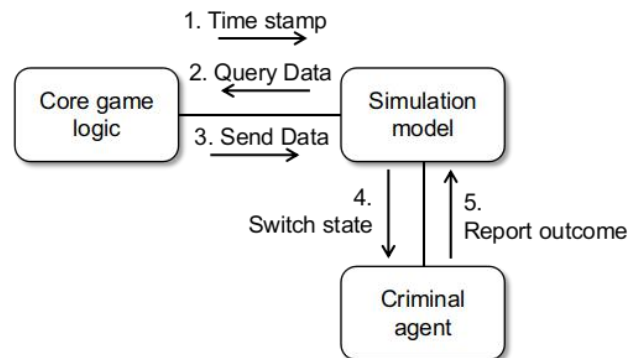 1. Time stamp
2. Query Data
Core game
logic
Simulation
model
3. Send Data
4.
Switch state
5.
Report outcome
Criminal
agent